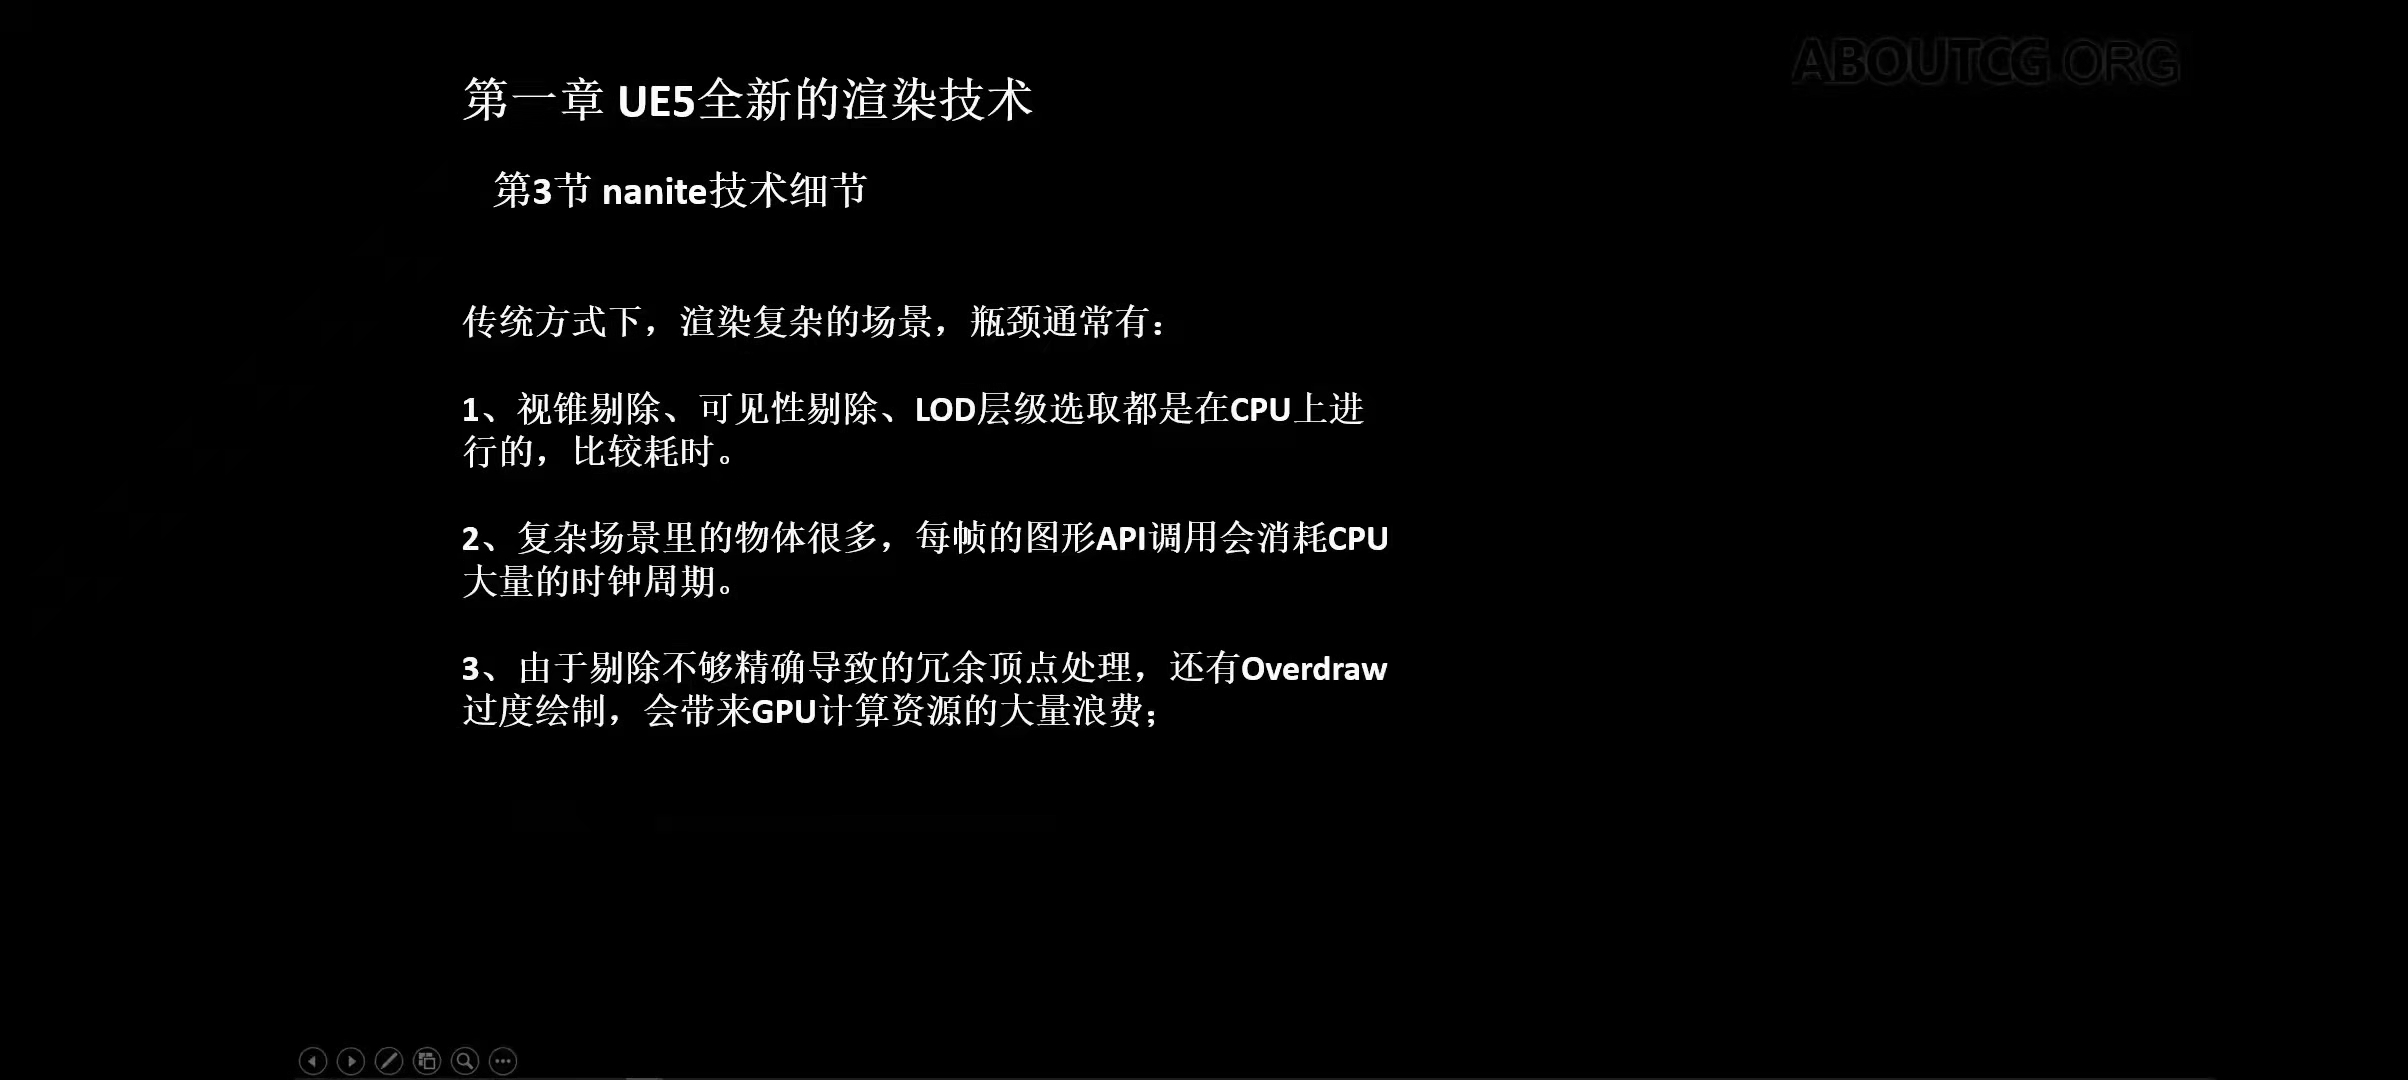 ABOUTCG.ORG
第一章 UE5全新的渲染技术
第3节 nanite技术细节
传统方式下，渲染复杂的场景，瓶颈通常有：
1、视锥剔除、可见性剔除、LOD层级选取都是在CPU上进
行的，比较耗时。
2、复杂场景里的物体很多，每帧的图形API调用会消耗CPU
大量的时钟周期。
3、由于剔除不够精确导致的冗余顶点处理，还有Overdraw
过度绘制，会带来GPU计算资源的大量浪费；